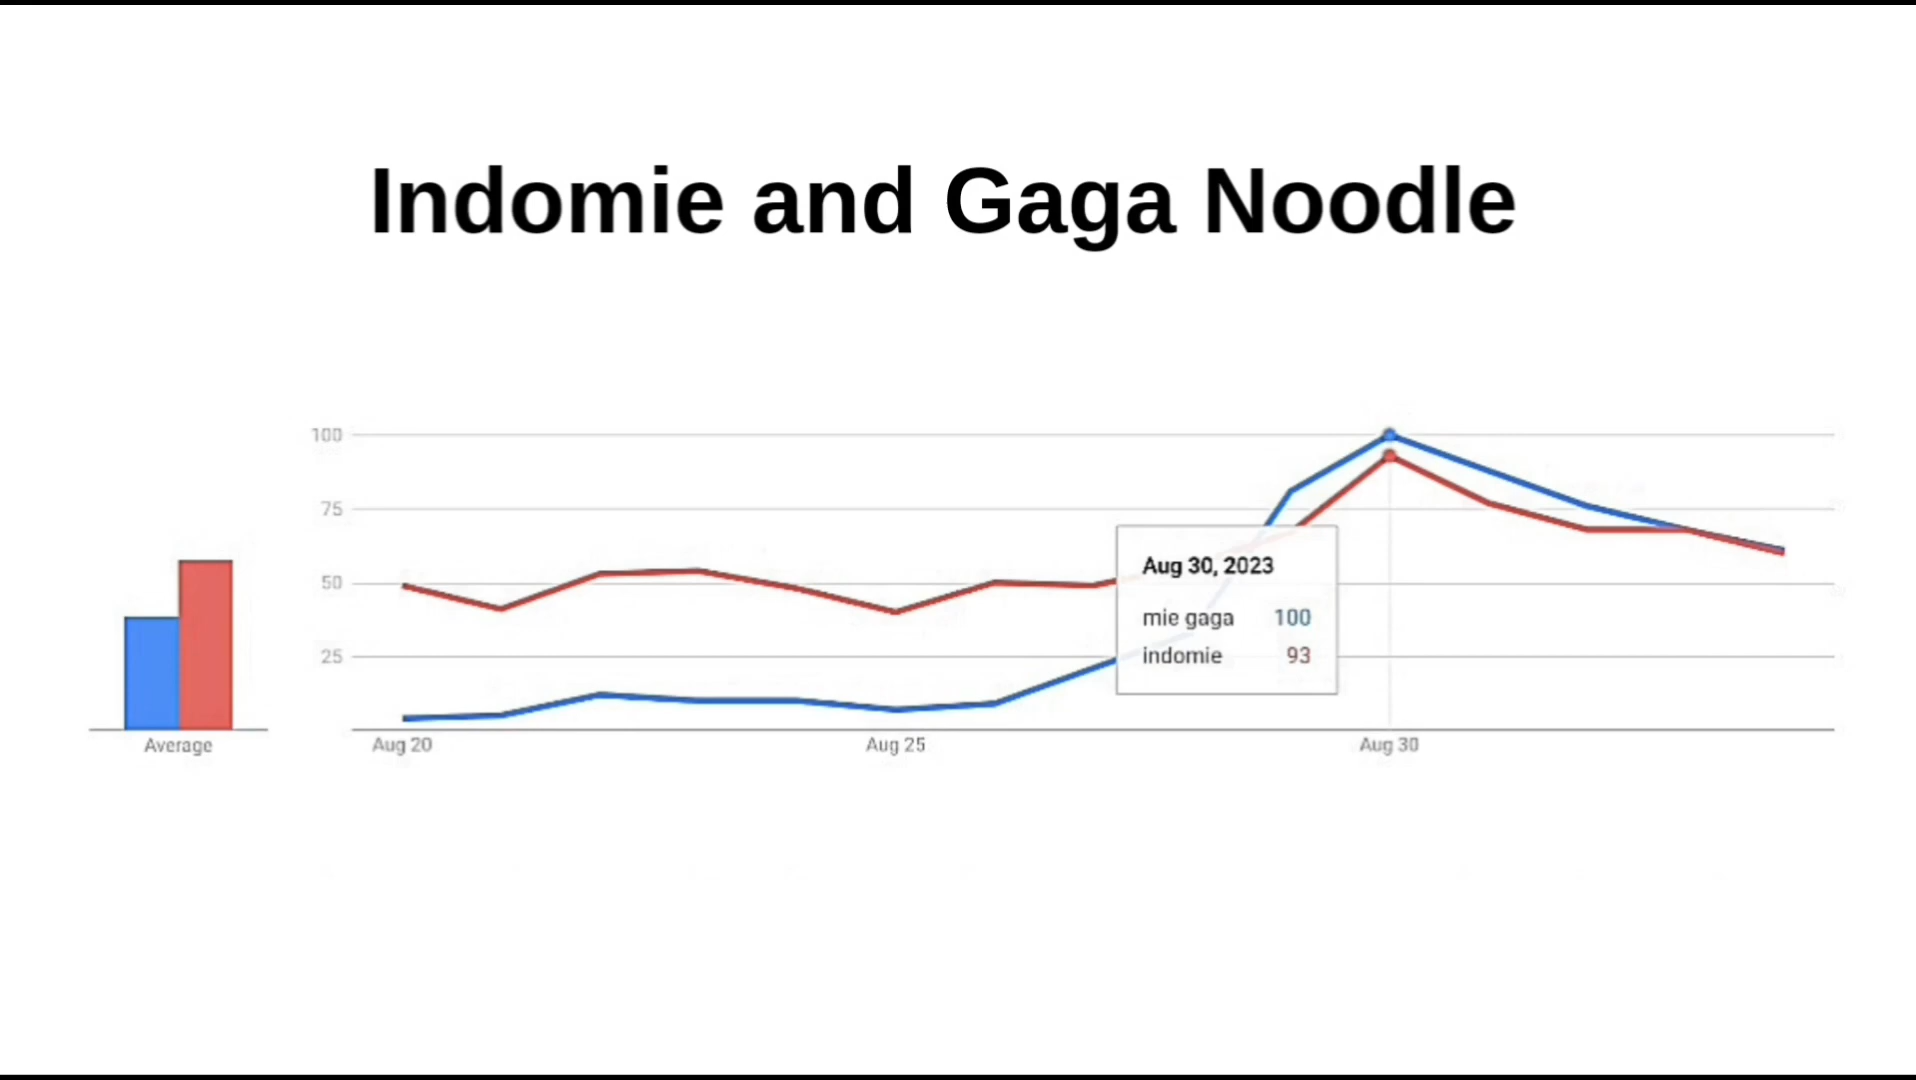 Indomie and Gaga Noodle
100
75
50
25
Aug 30, 2023
mie gaga 100
indomie 93
Average
Aug 20
Aug 25
Aug 30